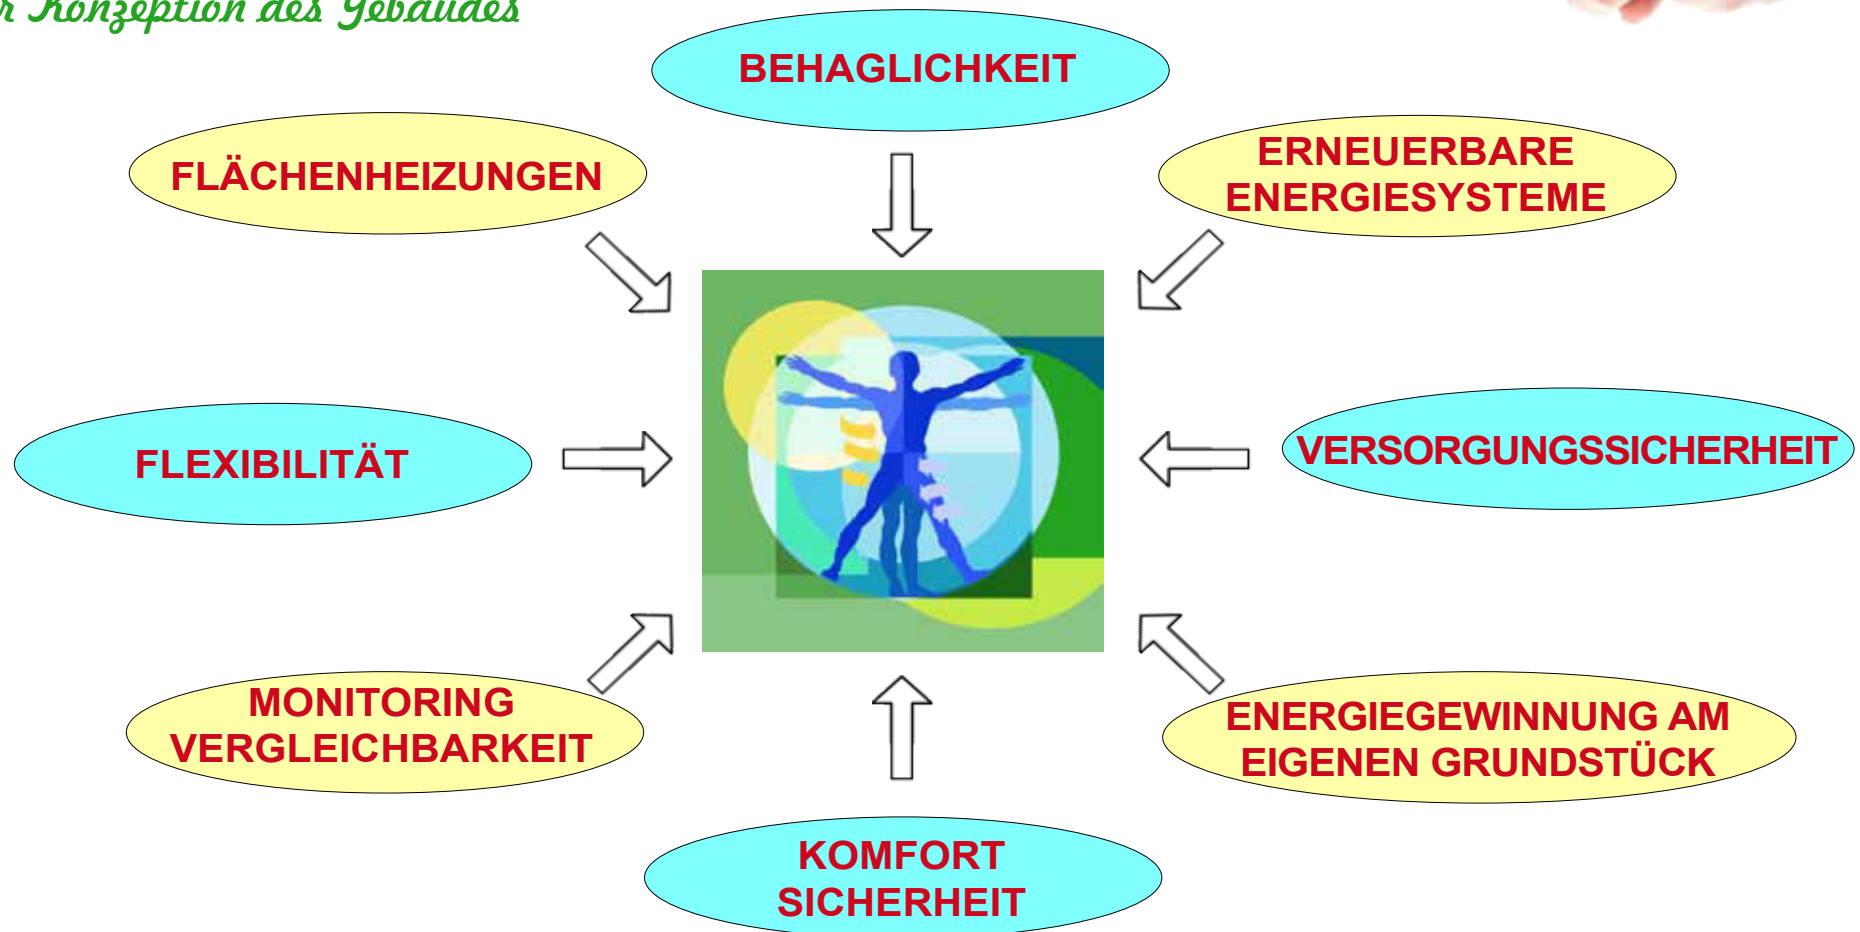 Konzeption des Gebäudes
BEHAGLICHKEIT
FLÄCHENHEIZUNGEN
ERNEUERBARE
ENERGIESYSTEME
FLEXIBILITÄT
VERSORGUNGSSICHERHEIT
MONITORING
VERGLEICHBARKEIT
ENERGIEGEWINNUNG AM
EIGENEN GRUNDSTÜCK
KOMFORT
SICHERHEIT